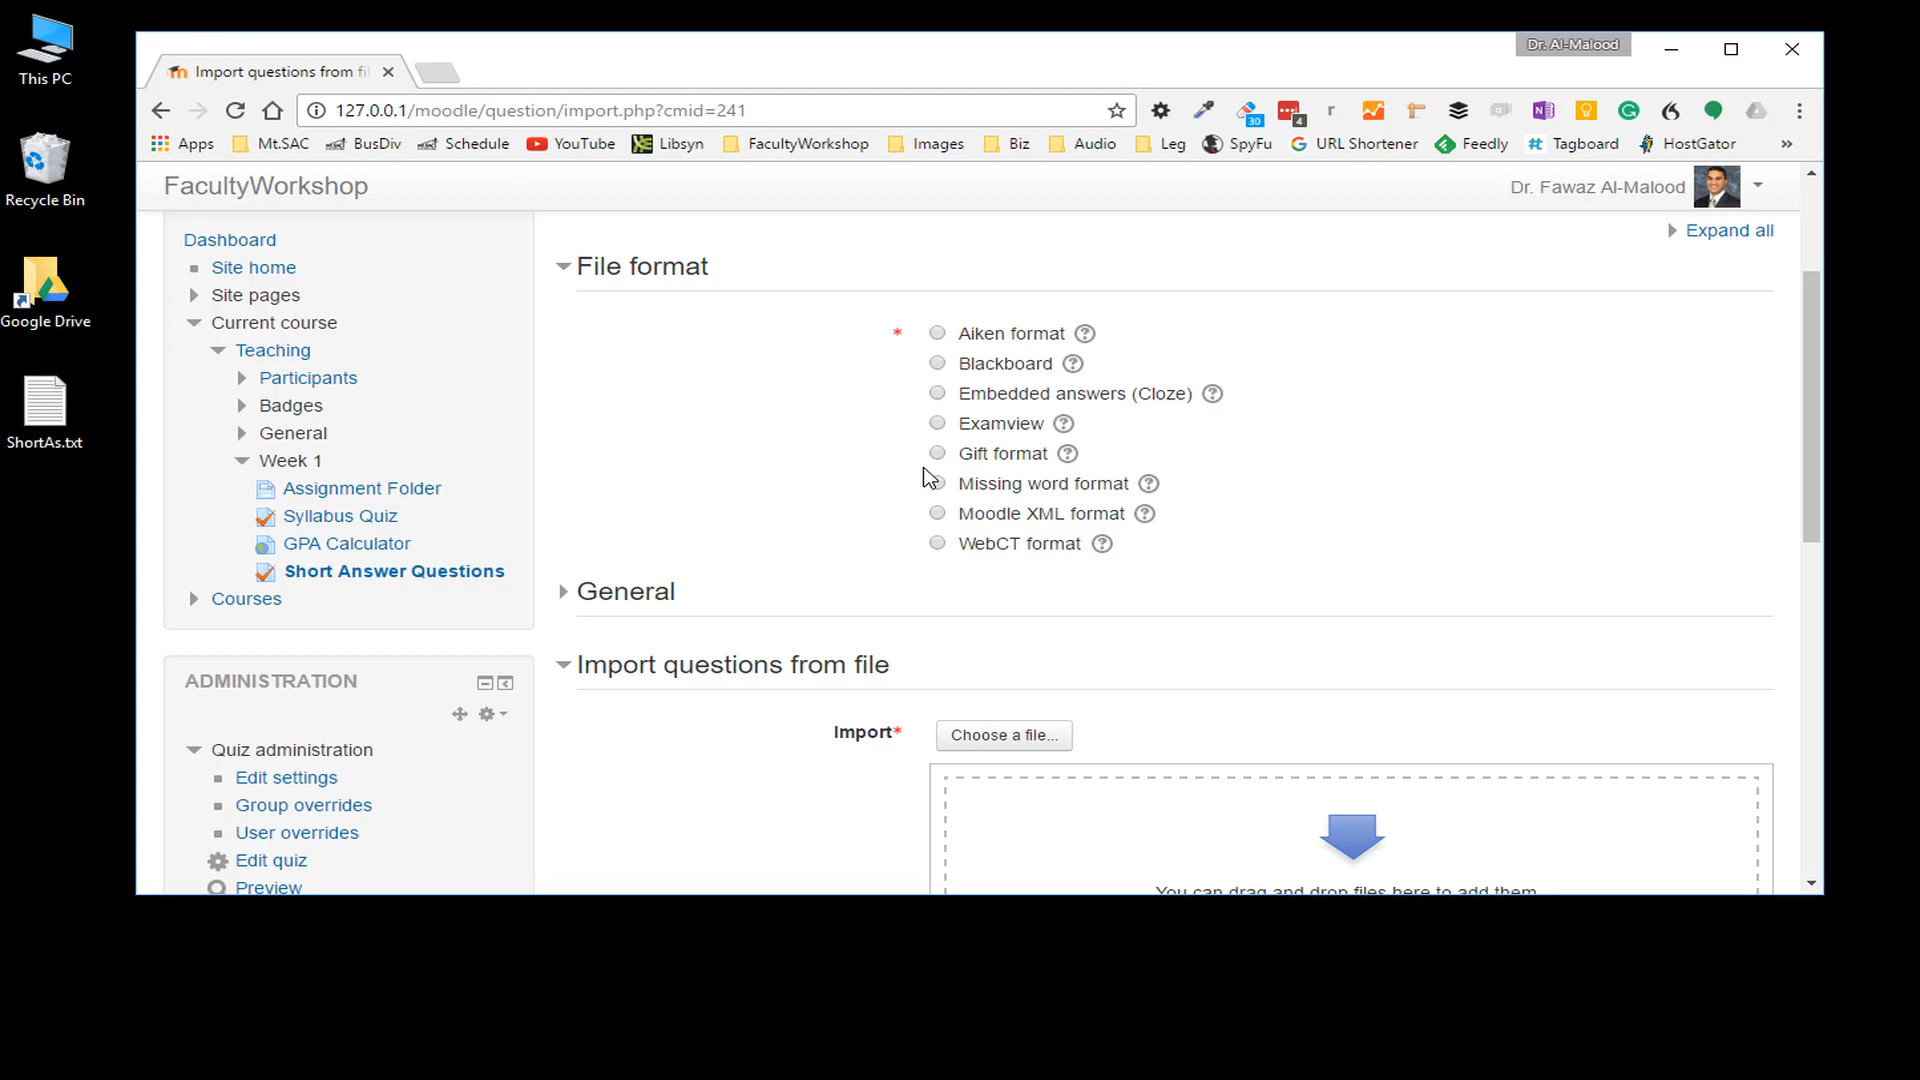 This PC
Recycle Bin
Google Drive
ShortAs.txt
Dr. Al-Malood
Import questions from fil
127.0.0.1/moodle/question/import.php?cmid=241
30
4
r
Apps Mt.SAC BusDiv Schedule YouTube Libsyn FacultyWorkshop Images Biz Audio Leg SpyFu URL Shortener Feedly Tagboard HostGator »
FacultyWorkshop
Dr. Fawaz Al-Malood
Dashboard
Site home
Site pages
Current course
Teaching
Participants
Badges
General
Week 1
Assignment Folder
Syllabus Quiz
GPA Calculator
Short Answer Questions
Courses
ADMINISTRATION
Quiz administration
Edit settings
Group overrides
User overrides
Edit quiz
Preview
Expand all
File format
* Aiken format ?
Blackboard ?
Embedded answers (Cloze) ?
Examview ?
Gift format ?
Missing word format ?
Moodle XML format ?
WebCT format ?
General
Import questions from file
Import* Choose a file...
You can drag and drop files here to add them.